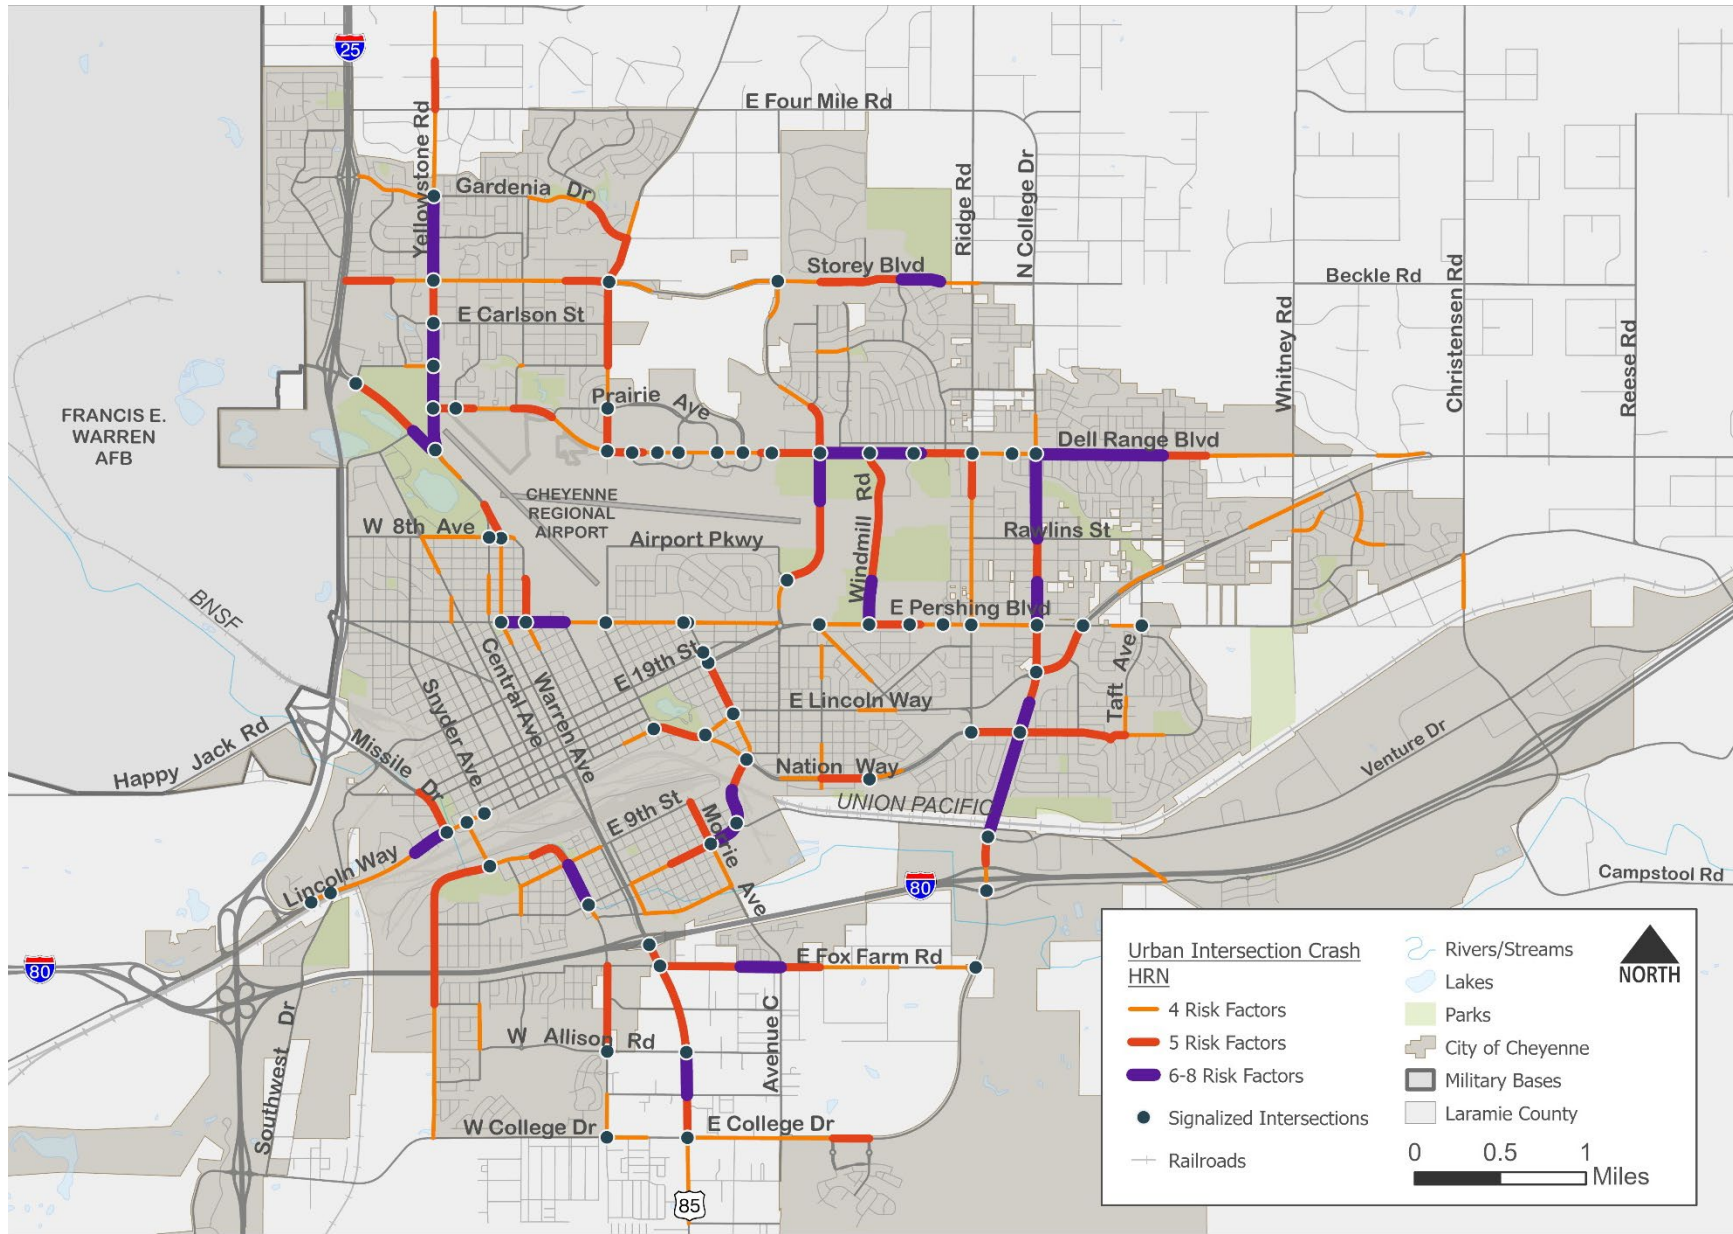 25
E Four Mile Rd
Yellowstone Rd
Gardenia Dr
Ridge Rd
N College Dr
Storey Blvd
Beckle Rd
E Carlson St
Whitney Rd
Christensen Rd
Reese Rd
Prairie Ave
FRANCIS E.
WARREN
AFB
Dell Range Blvd
CHEYENNE
REGIONAL
AIRPORT
W 8th Ave
Airport Pkwy
Windmill Rd
Rawlins St
BNSF
E Pershing Blvd
E 19th St
Central Ave
Warren Ave
Snyder Ave
Taft Ave
E Lincoln Way
Happy Jack Rd
Missile Dr
Nation Way
Venture Dr
UNION PACIFIC
E 9th St
Morrie Ave
Lincoln Way
80
Campstool Rd
80
E Fox Farm Rd
Southwest Dr
W Allison Rd
Avenue C
W College Dr
E College Dr
85
Urban Intersection Crash
HRN
4 Risk Factors
5 Risk Factors
6-8 Risk Factors
Signalized Intersections
Railroads
Rivers/Streams
Lakes
Parks
City of Cheyenne
Military Bases
Laramie County
NORTH
0 0.5 1
Miles